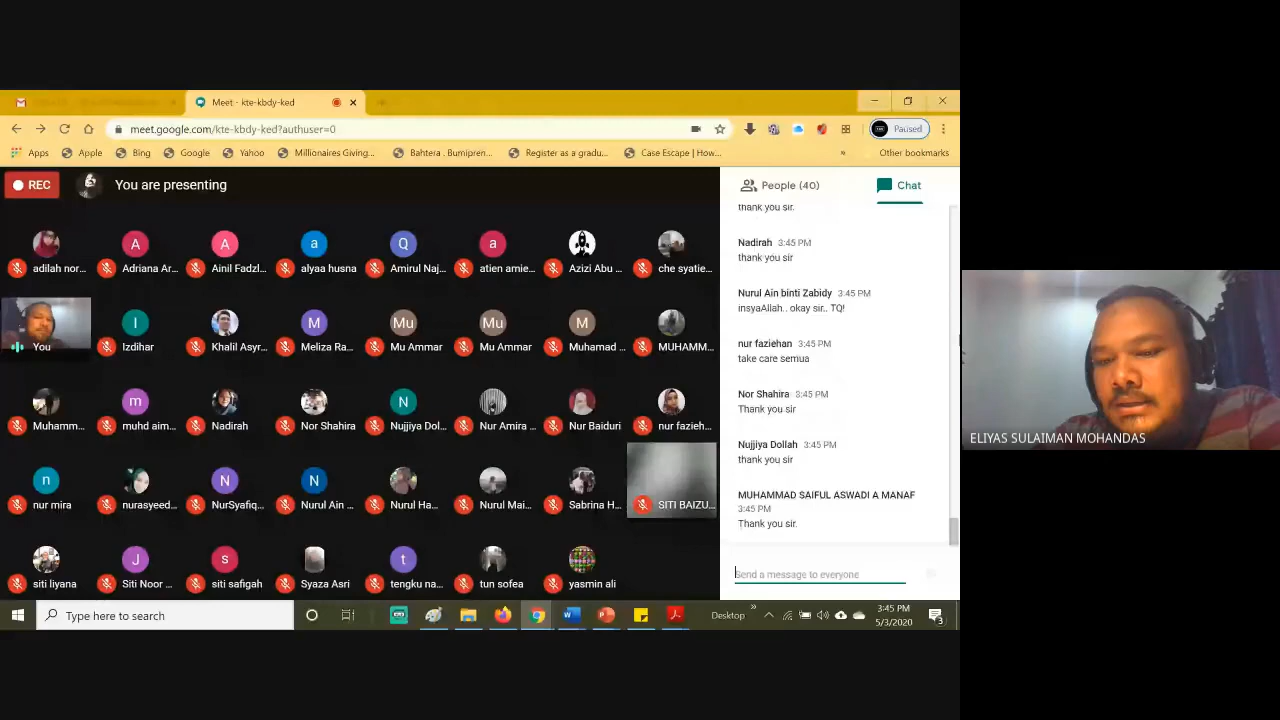 Meet - kte-kbdy-ked
meet.google.com/kte-kbdy-ked?authuser=0
Paused
Apps Apple Bing Google Yahoo Millionaires Giving... Bahtera . Bumipren... Register as a gradu... Case Escape | How... » Other bookmarks
REC
You are presenting
People (40)
Chat
adilah nor... Adriana Ar... Ainil Fadzl... alyaa husna Amirul Naj... atien amie... Azizi Abu ... che syatie...
You Izdihar Khalil Asyr... Meliza Ra... Mu Ammar Mu Ammar Muhamad ... MUHAMM...
Muhamm... muhd aim... Nadirah Nor Shahira Nujjiya Dol... Nur Amira ... Nur Baiduri nur fazieh...
nur mira nurasyeed... NurSyafiq... Nurul Ain ... Nurul Ha... Nurul Mai... Sabrina H... SITI BAIZU...
siti liyana Siti Noor ... siti safigah Syaza Asri tengku na... tun sofea yasmin ali
A A a Q a
I M Mu Mu M
m N
n N N
J s t
thank you sir.
Nadirah 3:45 PM
thank you sir
Nurul Ain binti Zabidy 3:45 PM
insyaAllah.. okay sir.. TQ!
nur faziehan 3:45 PM
take care semua
Nor Shahira 3:45 PM
Thank you sir
Nujjiya Dollah 3:45 PM
thank you sir
MUHAMMAD SAIFUL ASWADI A MANAF
3:45 PM
Thank you sir.
Send a message to everyone
ELIYAS SULAIMAN MOHANDAS
Type here to search
Desktop »
3:45 PM
5/3/2020
3